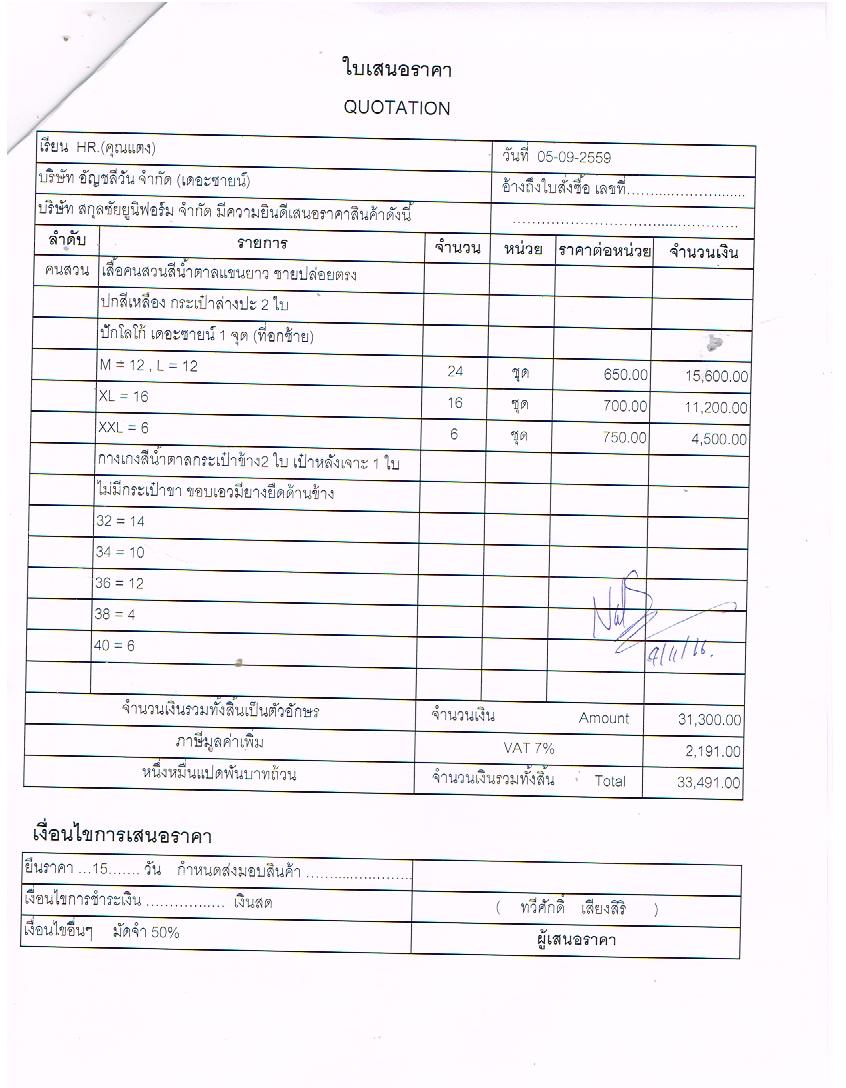 ใบเสนอราคา
QUOTATION
เรียน HR.(คุณแตง) วันที่ 05-09-2559
บริษัท อัญชลีวัน จำกัด (เดอะซายน์) อ้างถึงใบสั่งซื้อ เลขที่...........................
บริษัท สกุลชัยยูนิฟอร์ม จำกัด มีความยินดีเสนอราคาสินค้าดังนี้ ....................................................
ลำดับ รายการ จำนวน หน่วย ราคาต่อหน่วย จำนวนเงิน
คนสวน เสื้อคนสวนสีน้ำตาลแขนยาว ชายปล่อยตรง
ปกสีเหลือง กระเป๋าล่างปะ 2 ใบ
ปักโลโก้ เดอะซายน์ 1 จุด (ที่อกซ้าย)
M = 12 , L = 12 24 ชุด 650.00 15,600.00
XL = 16 16 ชุด 700.00 11,200.00
XXL = 6 6 ชุด 750.00 4,500.00
กางเกงสีน้ำตาลกระเป๋าข้าง2 ใบ เป๋าหลังเจาะ 1 ใบ
ไม่มีกระเป๋าขา ขอบเอวมียางยืดด้านข้าง
32 = 14
34 = 10
36 = 12
38 = 4
40 = 6
จำนวนเงินรวมทั้งสิ้นเป็นตัวอักษร จำนวนเงิน Amount 31,300.00
ภาษีมูลค่าเพิ่ม VAT 7% 2,191.00
หนึ่งหมื่นแปดพันบาทถ้วน จำนวนเงินรวมทั้งสิ้น Total 33,491.00
เงื่อนไขการเสนอราคา
ยืนราคา ...15....... วัน กำหนดส่งมอบสินค้า ........................
เงื่อนไขการชำระเงิน .................. เงินสด ( ทวีศักดิ์ เสียงสิริ )
เงื่อนไขอื่นๆ มัดจำ 50% ผู้เสนอราคา